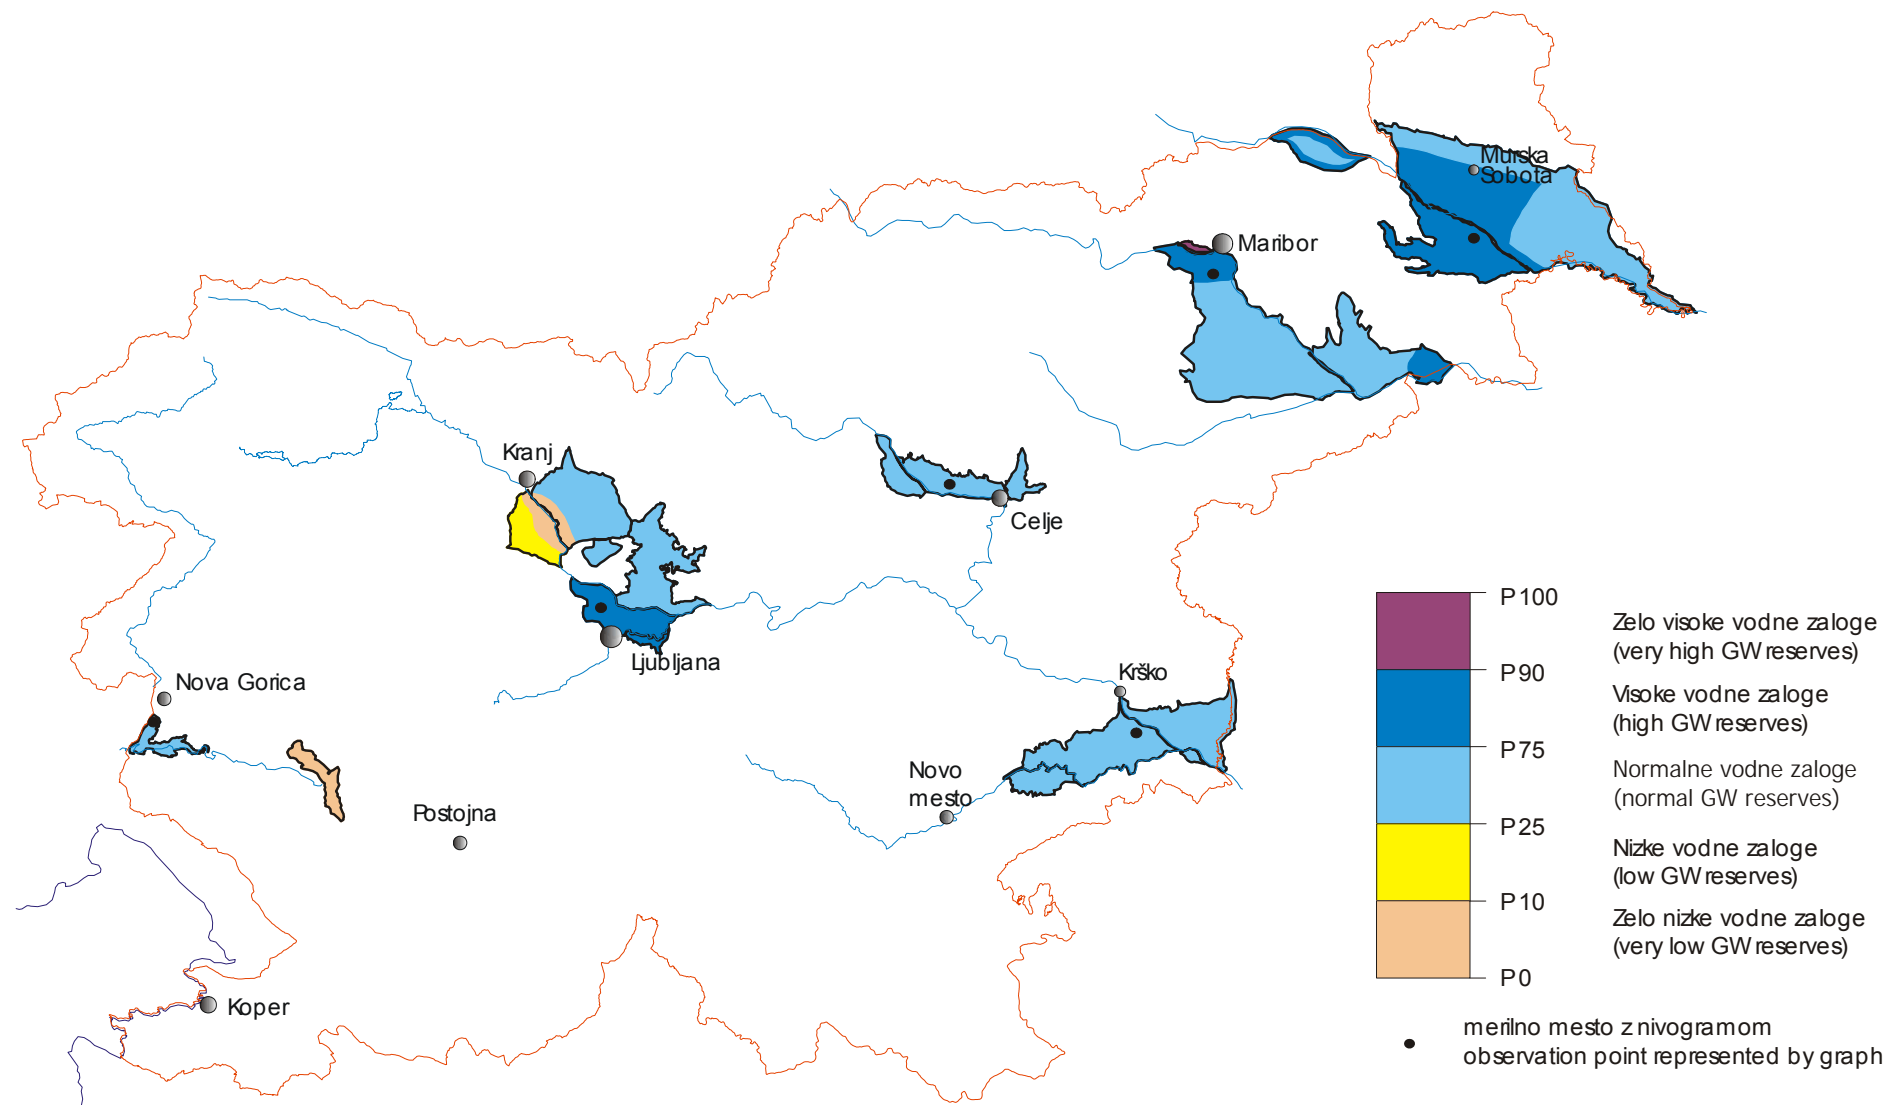 Murska
Sobota
Maribor
Kranj
Celje
Ljubljana
Nova Gorica
Krško
Novo
mesto
Postojna
Koper
P100
Zelo visoke vodne zaloge
(very high GW reserves)
P90
Visoke vodne zaloge
(high GW reserves)
P75
Normalne vodne zaloge
(normal GW reserves)
P25
Nizke vodne zaloge
(low GW reserves)
P10
Zelo nizke vodne zaloge
(very low GW reserves)
P0
merilno mesto z nivogramom
observation point represented by graph